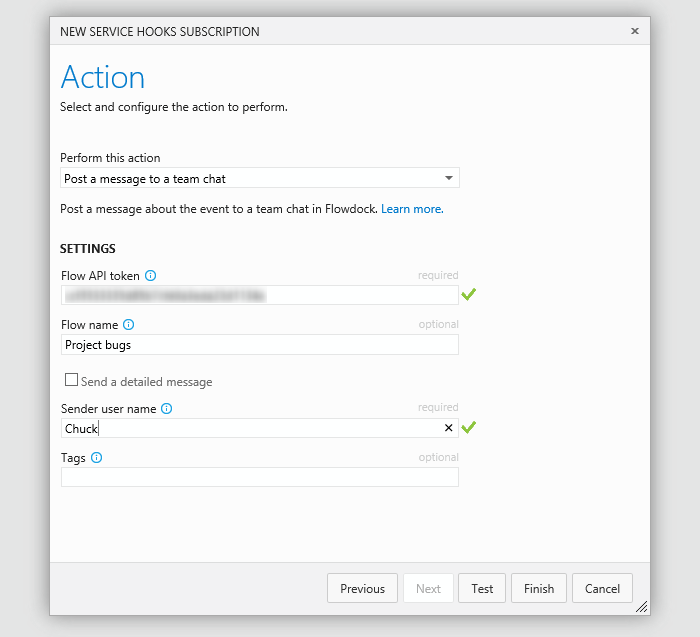 NEW SERVICE HOOKS SUBSCRIPTION
Action
Select and configure the action to perform.
Perform this action
Post a message to a team chat
Post a message about the event to a team chat in Flowdock. Learn more.
SETTINGS
Flow API token required
Flow name optional
Project bugs
Send a detailed message
Sender user name required
Chuck
Tags optional
Previous Next Test Finish Cancel